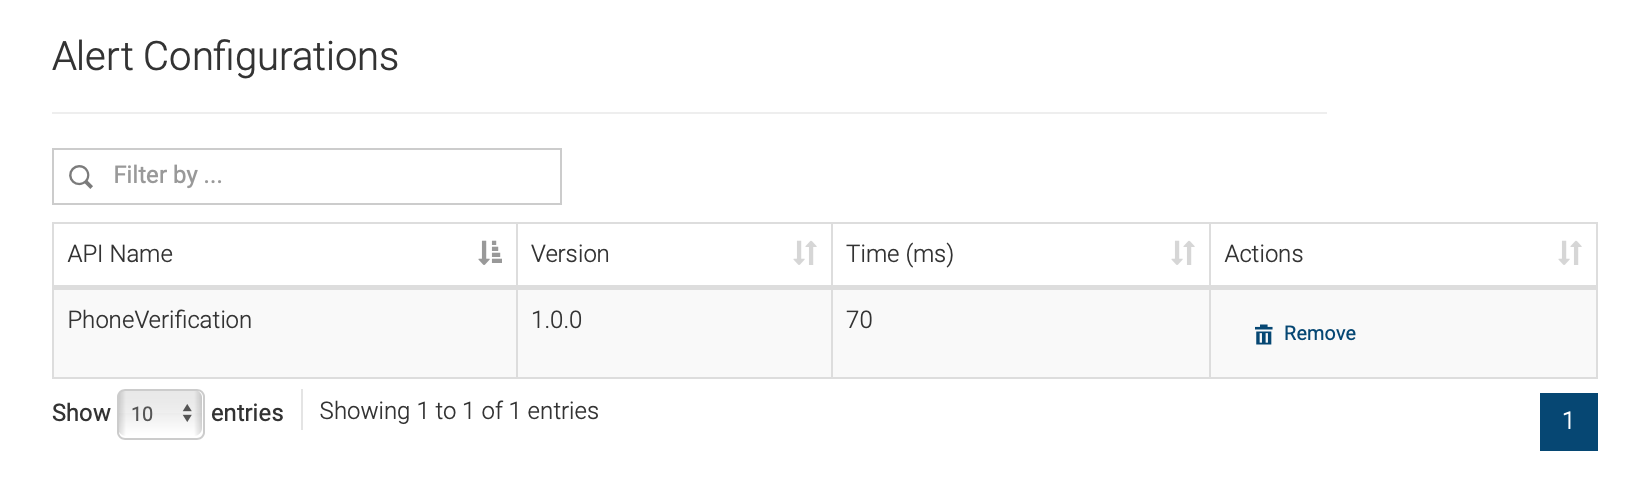 Alert Configurations
Filter by ...
API Name Version Time (ms) Actions
PhoneVerification 1.0.0 70 Remove
Show 10 entries Showing 1 to 1 of 1 entries 1